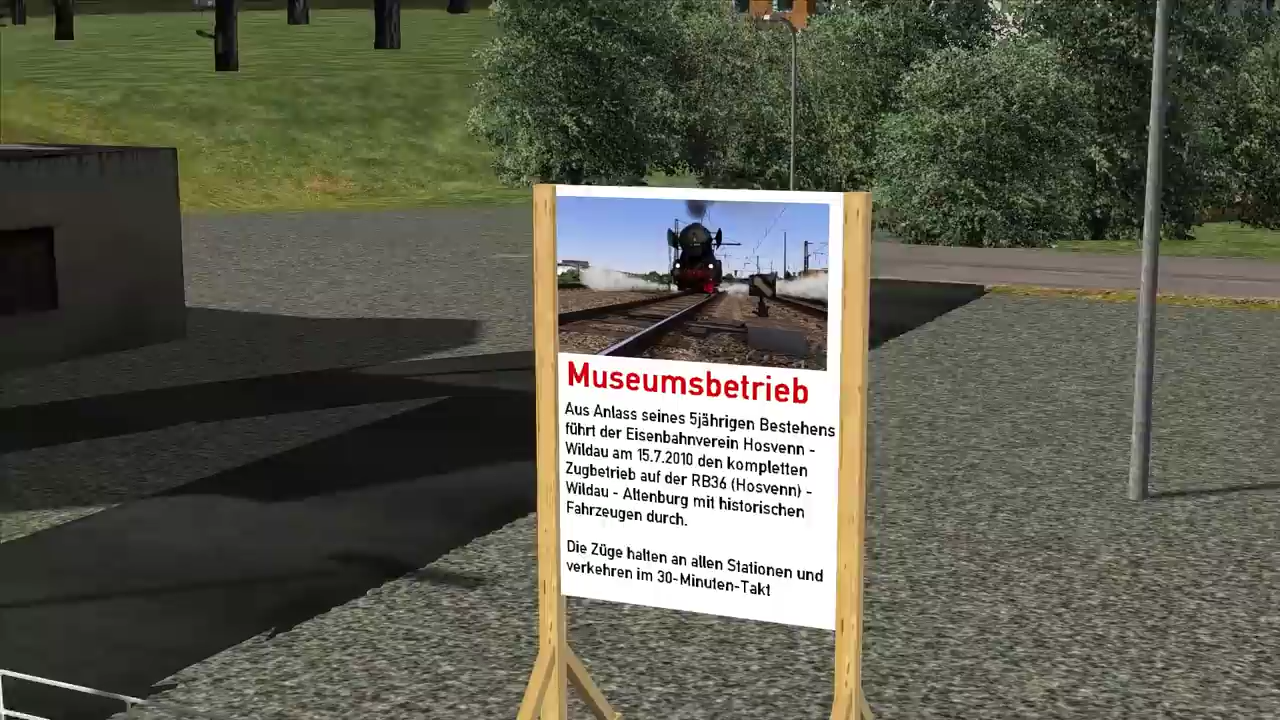 Museumsbetrieb
Aus Anlass seines 5jährigen Bestehens
führt der Eisenbahnverein Hosvenn -
Wildau am 15.7.2010 den kompletten
Zugbetrieb auf der RB36 (Hosvenn) -
Wildau - Altenburg mit historischen
Fahrzeugen durch.
Die Züge halten an allen Stationen und
verkehren im 30-Minuten-Takt